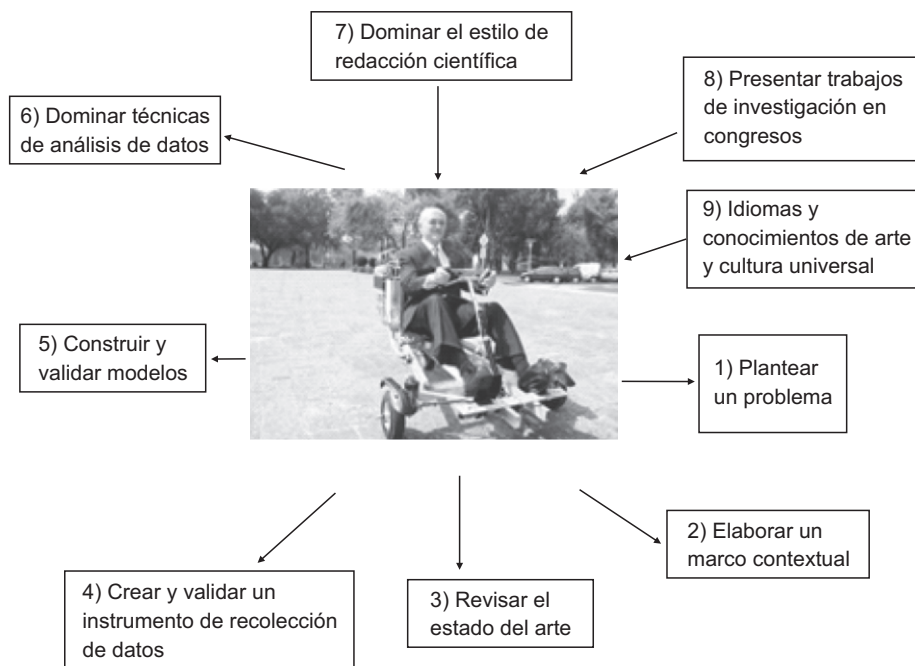 7) Dominar el estilo de
redacción científica
8) Presentar trabajos
de investigación en
congresos
6) Dominar técnicas
de análisis de datos
9) Idiomas y
conocimientos de arte
y cultura universal
5) Construir y
validar modelos
1) Plantear
un problema
2) Elaborar un
marco contextual
4) Crear y validar un
instrumento de recolección
de datos
3) Revisar el
estado del arte